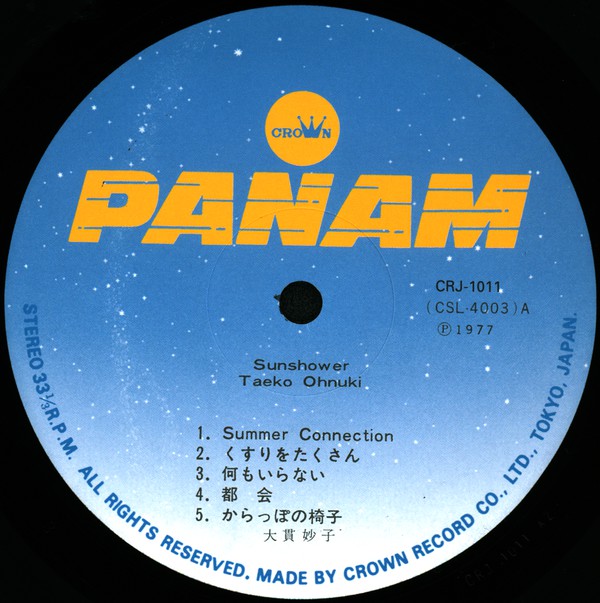 CROWN
PANAM
CRJ-1011
(CSL-4003)A
Ⓟ1977
Sunshower
Taeko Ohnuki
1. Summer Connection
2. くすりをたくさん
3. 何もいらない
4. 都 会
5. からっぽの椅子
大貫妙子
STEREO 33⅓R.P.M. ALL RIGHTS RESERVED. MADE BY CROWN RECORD CO., LTD., TOKYO, JAPAN.